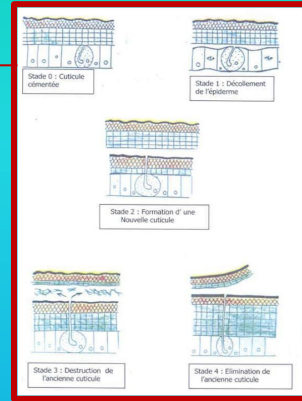 Stade 0 : Cuticule
cémentée
Stade 1 : Décollement
de l'épiderme
Stade 2 : Formation d' une
Nouvelle cuticule
Stade 3 : Destruction de
l'ancienne cuticule
Stade 4 : Elimination de
l'ancienne cuticule